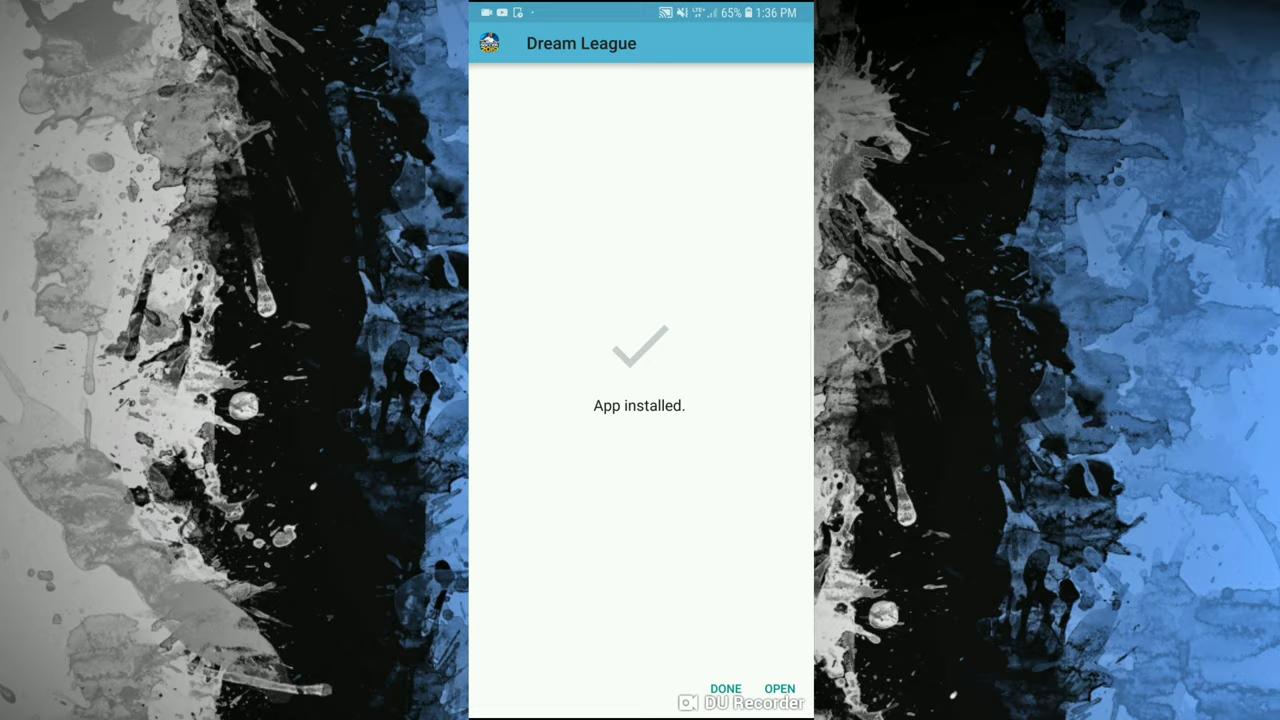 65% 1:36 PM
Dream League
App installed.
DONE OPEN
DU Recorder